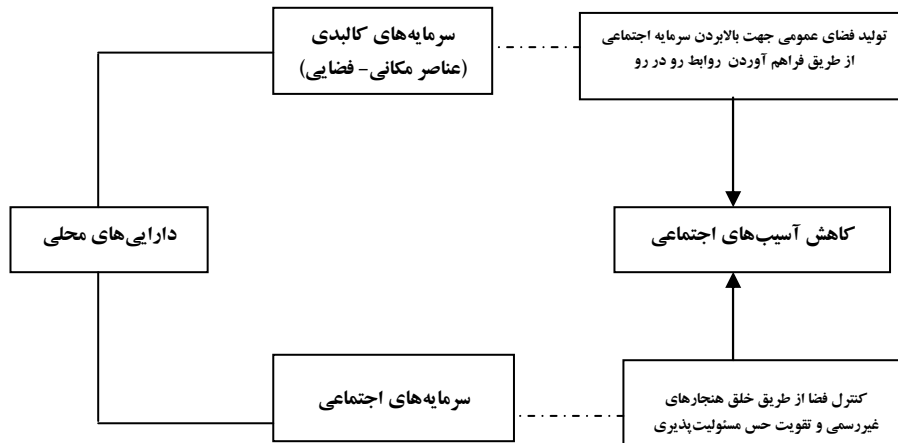 سرمایه‌های کالبدی
(عناصر مکانی- فضایی)
تولید فضای عمومی جهت بالابردن سرمایه اجتماعی
از طریق فراهم آوردن روابط رو در رو
دارایی‌های محلی
کاهش آسیب‌های اجتماعی
سرمایه‌های اجتماعی
کنترل فضا از طریق خلق هنجارهای
غیررسمی و تقویت حس مسئولیت‌پذیری